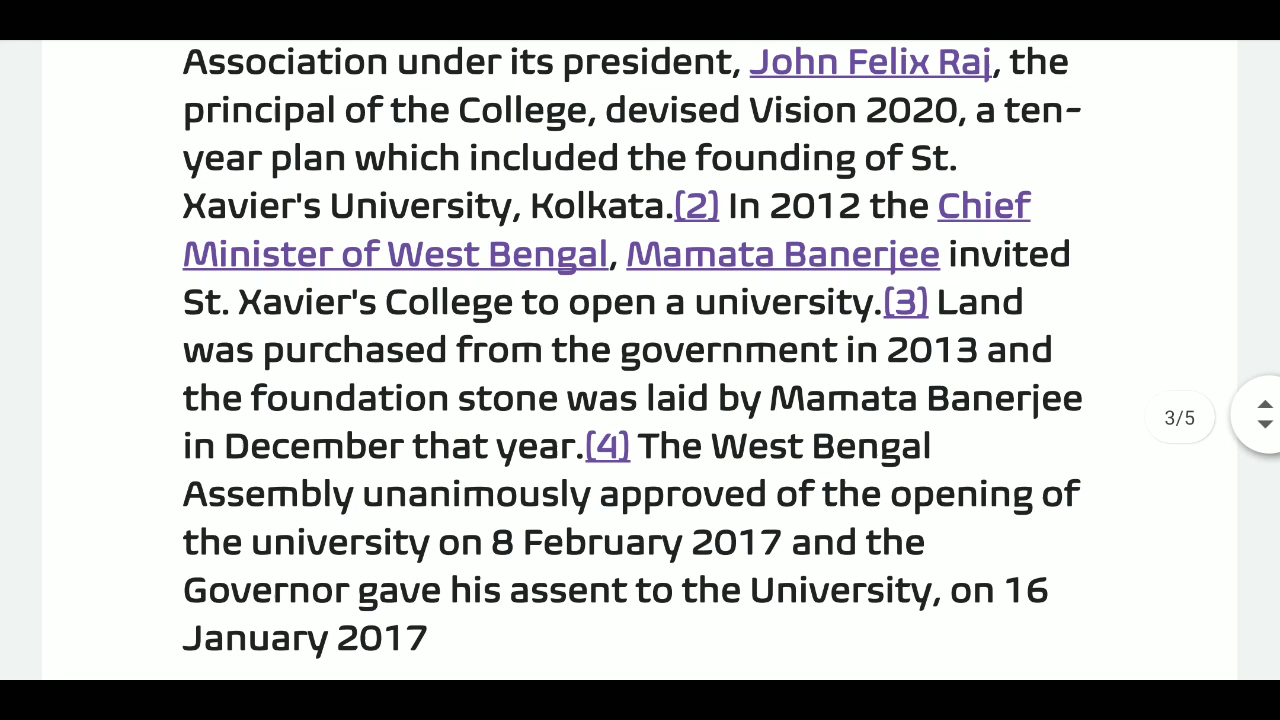 Association under its president, John Felix Raj, the
principal of the College, devised Vision 2020, a ten-
year plan which included the founding of St.
Xavier's University, Kolkata.[2] In 2012 the Chief
Minister of West Bengal, Mamata Banerjee invited
St. Xavier's College to open a university.[3] Land
was purchased from the government in 2013 and
the foundation stone was laid by Mamata Banerjee
3/5
in December that year.[4] The West Bengal
Assembly unanimously approved of the opening of
the university on 8 February 2017 and the
Governor gave his assent to the University, on 16
January 2017